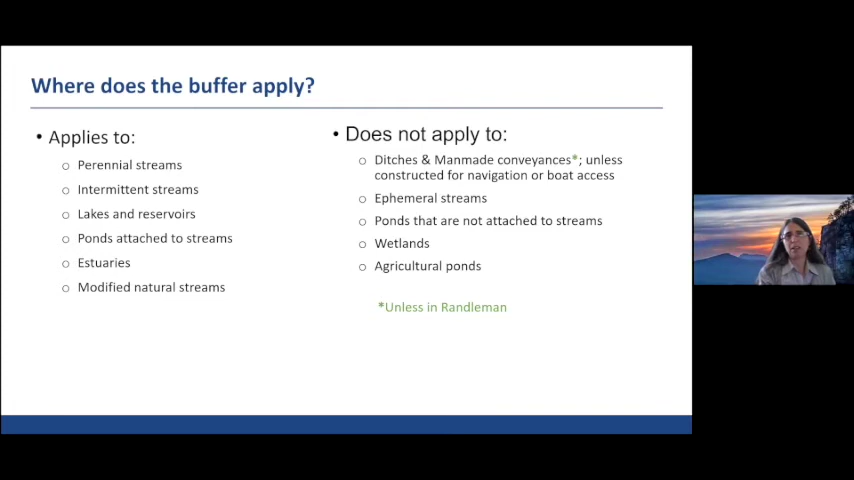 Where does the buffer apply?
• Applies to:
○ Perennial streams
○ Intermittent streams
○ Lakes and reservoirs
○ Ponds attached to streams
○ Estuaries
○ Modified natural streams
• Does not apply to:
○ Ditches & Manmade conveyances*; unless
constructed for navigation or boat access
○ Ephemeral streams
○ Ponds that are not attached to streams
○ Wetlands
○ Agricultural ponds
*Unless in Randleman